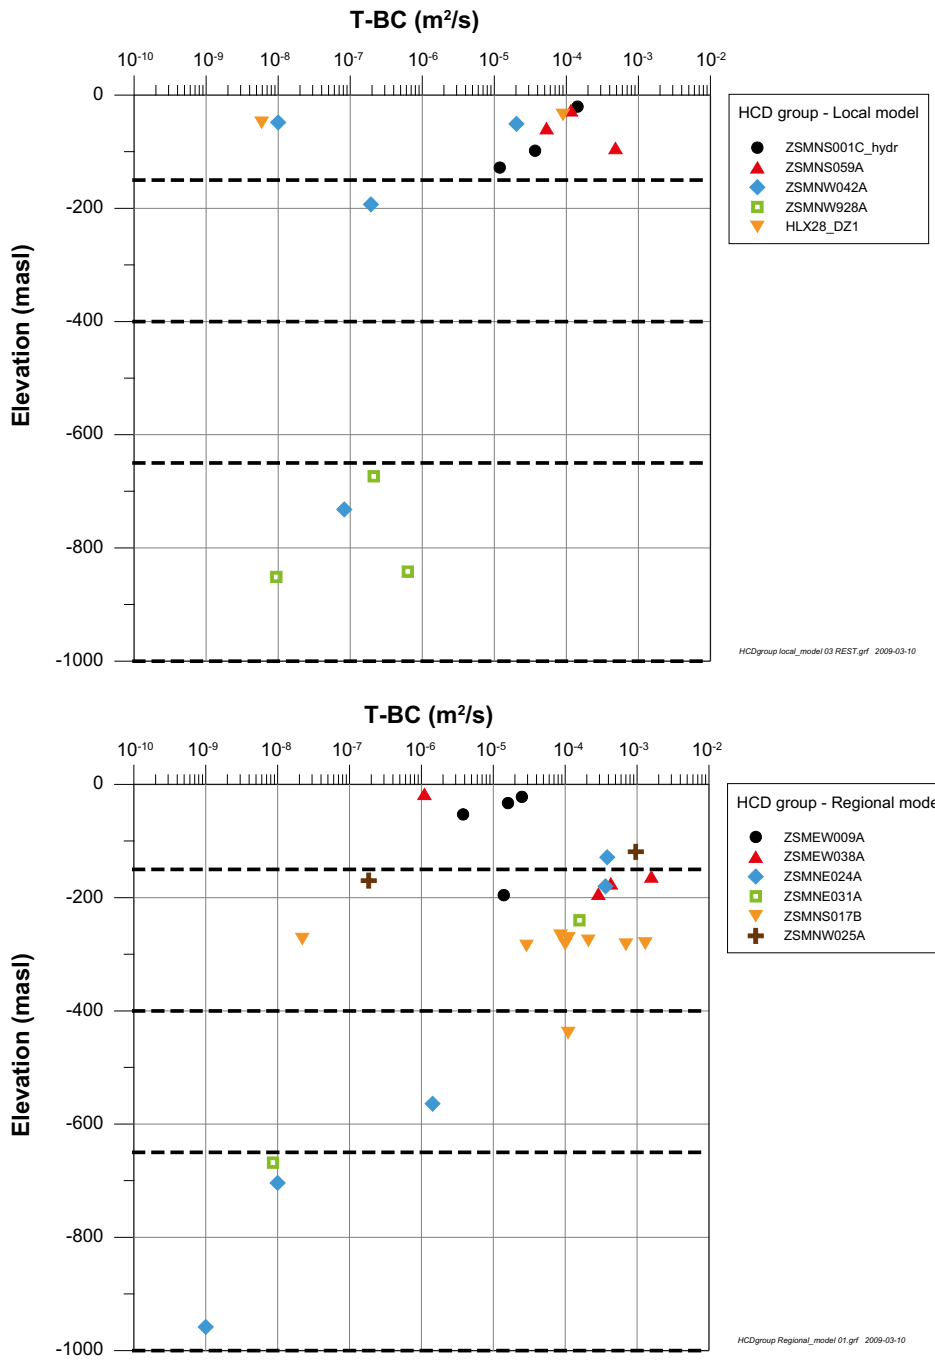 T-BC (m²/s)
10⁻¹⁰ 10⁻⁹ 10⁻⁸ 10⁻⁷ 10⁻⁶ 10⁻⁵ 10⁻⁴ 10⁻³ 10⁻²
0
-200
-400
-600
-800
-1000
Elevation (masl)
HCD group - Local model
ZSMNS001C_hydr
ZSMNS059A
ZSMNW042A
ZSMNW928A
HLX28_DZ1
HCDgroup local_model 03 REST.grf 2009-03-10
T-BC (m²/s)
10⁻¹⁰ 10⁻⁹ 10⁻⁸ 10⁻⁷ 10⁻⁶ 10⁻⁵ 10⁻⁴ 10⁻³ 10⁻²
0
-200
-400
-600
-800
-1000
Elevation (masl)
HCD group - Regional mode
ZSMEW009A
ZSMEW038A
ZSMNE024A
ZSMNE031A
ZSMNS017B
ZSMNW025A
HCDgroup Regional_model 01.grf 2009-03-10